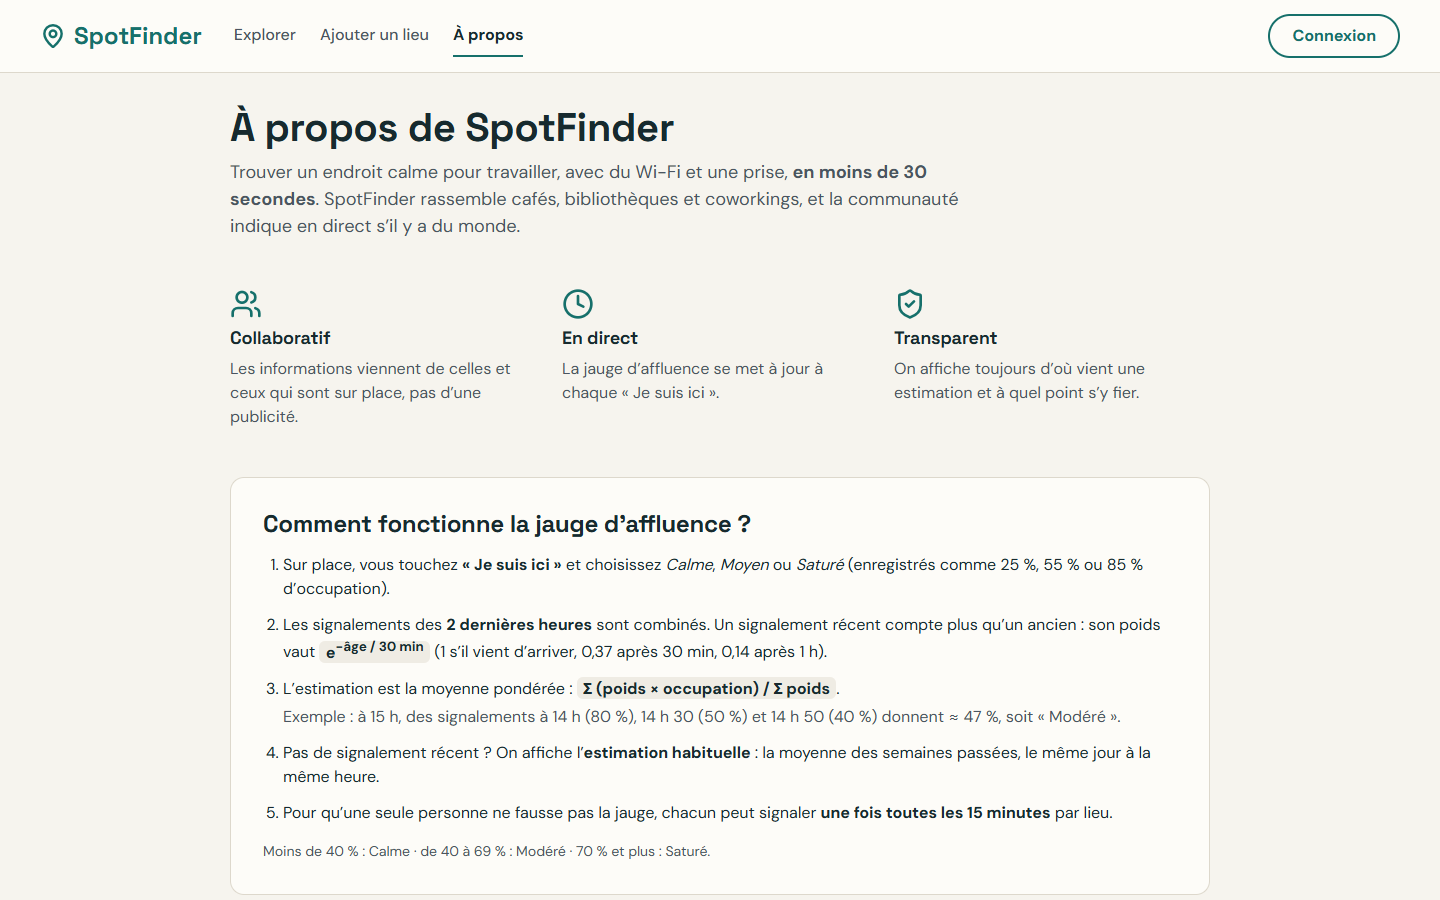 SpotFinder Explorer Ajouter un lieu À propos Connexion
À propos de SpotFinder
Trouver un endroit calme pour travailler, avec du Wi-Fi et une prise, en moins de 30
secondes. SpotFinder rassemble cafés, bibliothèques et coworkings, et la communauté
indique en direct s’il y a du monde.
Collaboratif
Les informations viennent de celles et
ceux qui sont sur place, pas d’une
publicité.
En direct
La jauge d’affluence se met à jour à
chaque « Je suis ici ».
Transparent
On affiche toujours d’où vient une
estimation et à quel point s’y fier.
Comment fonctionne la jauge d’affluence ?
1. Sur place, vous touchez « Je suis ici » et choisissez Calme, Moyen ou Saturé (enregistrés comme 25 %, 55 % ou 85 %
d’occupation).
2. Les signalements des 2 dernières heures sont combinés. Un signalement récent compte plus qu’un ancien : son poids
vaut e−âge / 30 min (1 s’il vient d’arriver, 0,37 après 30 min, 0,14 après 1 h).
3. L’estimation est la moyenne pondérée : Σ (poids × occupation) / Σ poids.
Exemple : à 15 h, des signalements à 14 h (80 %), 14 h 30 (50 %) et 14 h 50 (40 %) donnent ≈ 47 %, soit « Modéré ».
4. Pas de signalement récent ? On affiche l’estimation habituelle : la moyenne des semaines passées, le même jour à la
même heure.
5. Pour qu’une seule personne ne fausse pas la jauge, chacun peut signaler une fois toutes les 15 minutes par lieu.
Moins de 40 % : Calme · de 40 à 69 % : Modéré · 70 % et plus : Saturé.